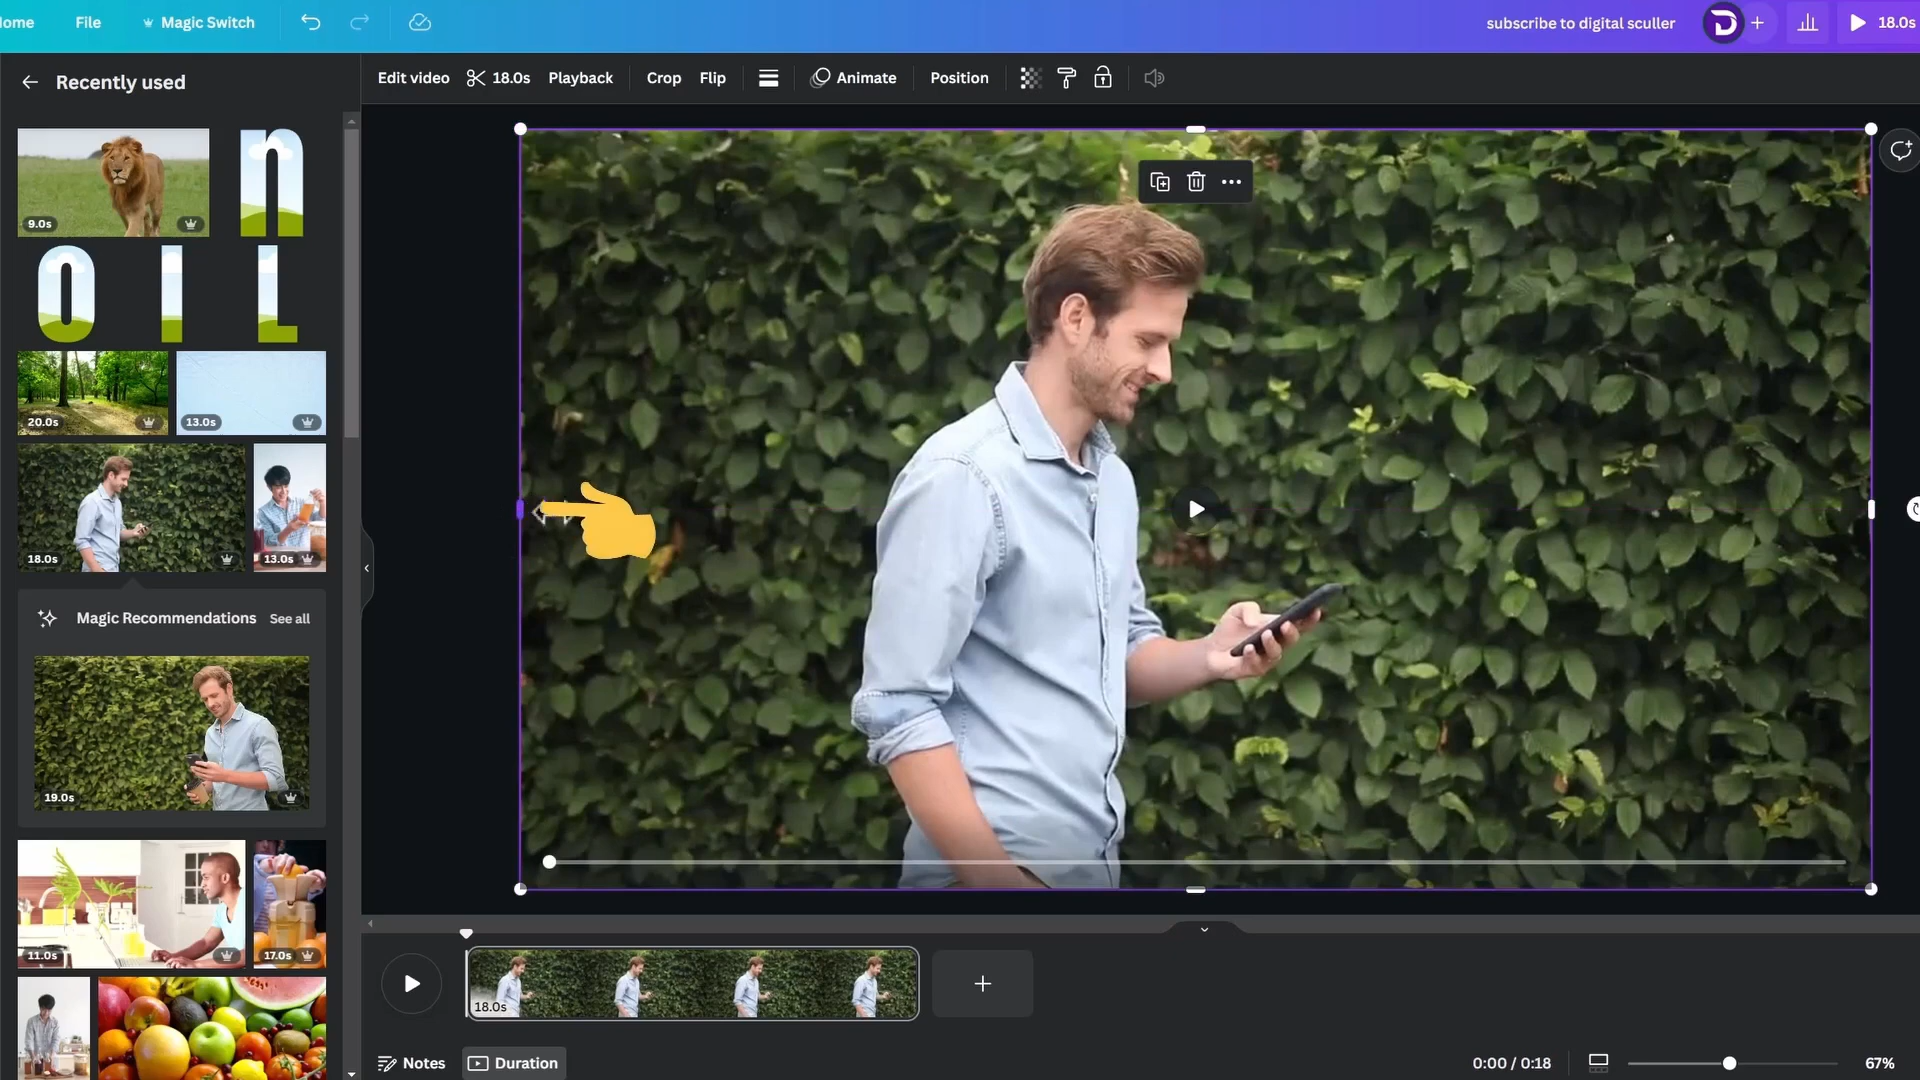 Home File Magic Switch subscribe to digital sculler 18.0s
Recently used Edit video 18.0s Playback Crop Flip Animate Position
9.0s n
O I L
20.0s 13.0s
18.0s 13.0s
Magic Recommendations See all
19.0s
11.0s 17.0s
18.0s
Notes Duration 0:00 / 0:18 67%